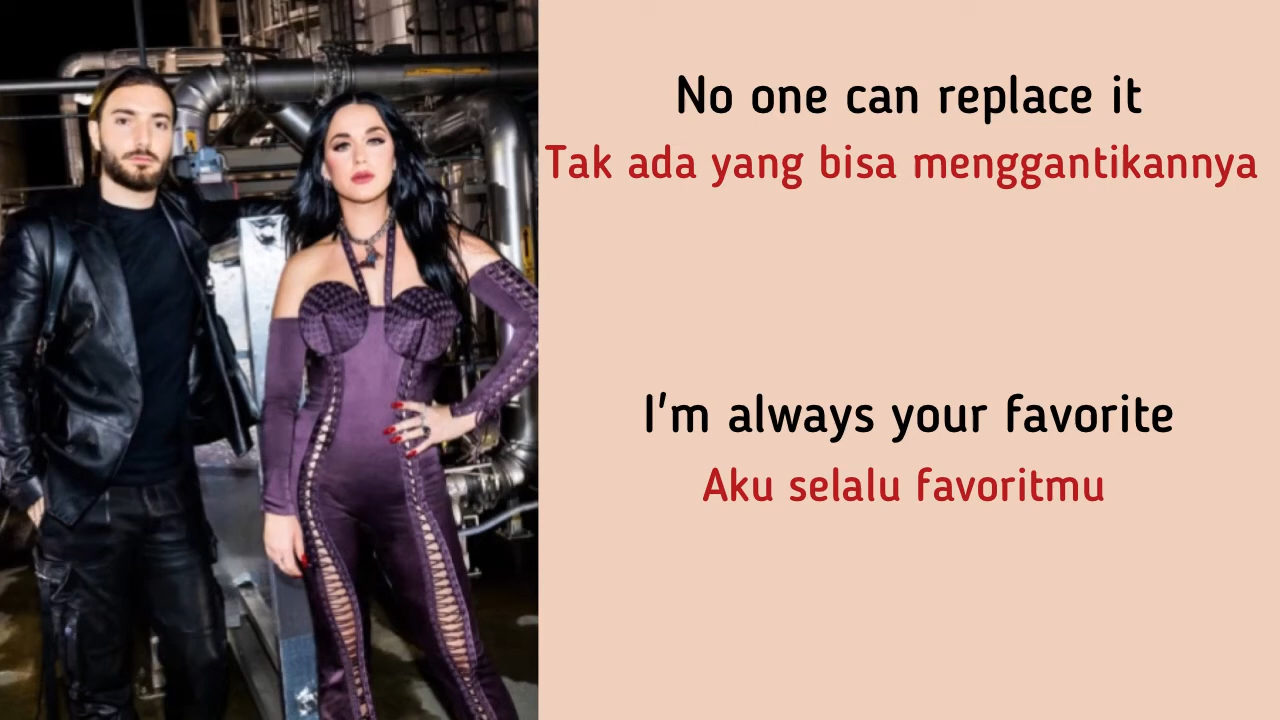 No one can replace it
Tak ada yang bisa menggantikannya
I'm always your favorite
Aku selalu favoritmu